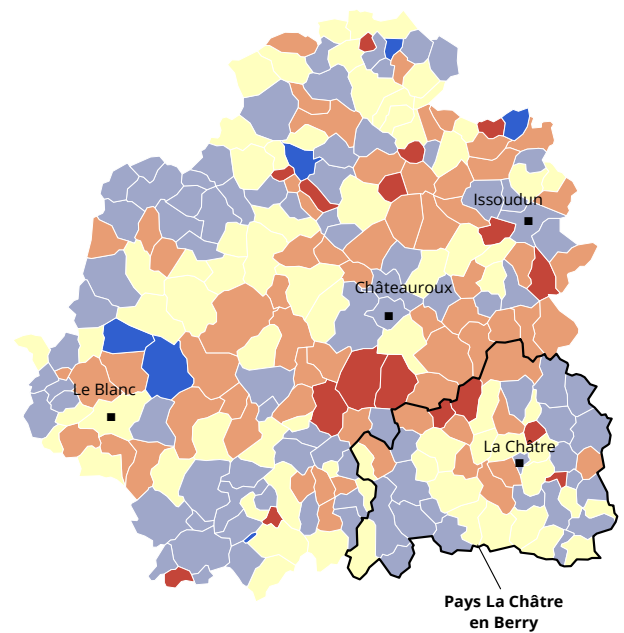 Issoudun
Châteauroux
Le Blanc
La Châtre
Pays La Châtre
en Berry